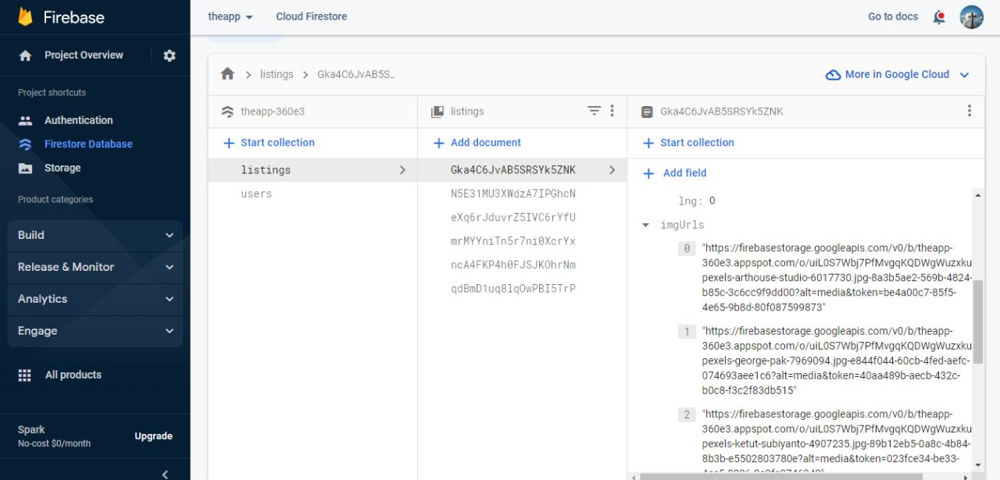 Firebase
theapp
Cloud Firestore
Go to docs
Project Overview
Project shortcuts
Authentication
Firestore Database
Storage
Product categories
Build
Release & Monitor
Analytics
Engage
All products
Spark
No-cost $0/month
Upgrade
listings
Gka4C6JvAB5S..
More in Google Cloud
theapp-360e3
Start collection
listings
users
listings
Add document
Gka4C6JvAB5SRSYk5ZNK
N5E31MU3XWdzA7IPGhcN
eXq6rJduvrZ5IVC6rYfU
mrMYYniTn5r7ni0XcrYx
ncA4FKP4h0FJSJKOhrNm
qdBmD1uq8lqOwPBI5TrP
Gka4C6JvAB5SRSYk5ZNK
Start collection
Add field
lng: 0
imgUrls
0 "https://firebasestorage.googleapis.com/v0/b/theapp-
360e3.appspot.com/o/uiL0S7Wbj7PfMvgqKQDWgWuzxku
pexels-arthouse-studio-6017730.jpg-8a3b5ae2-569b-4824-
b85c-3c6cc9f9dd00?alt=media&token=be4a00c7-85f5-
4e65-9b8d-80f087599873"
1 "https://firebasestorage.googleapis.com/v0/b/theapp-
360e3.appspot.com/o/uiL0S7Wbj7PfMvgqKQDWgWuzxku
pexels-george-pak-7969094.jpg-e844f044-60cb-4fed-aefc-
074693aee1c6?alt=media&token=40aa489b-aecb-432c-
b0c8-f3c2f83db515"
2 "https://firebasestorage.googleapis.com/v0/b/theapp-
360e3.appspot.com/o/uiL0S7Wbj7PfMvgqKQDWgWuzxku
pexels-ketut-subiyanto-4907235.jpg-89b12eb5-0a8c-4b84-
8b3b-e5502803780e?alt=media&token=023fce34-be33-